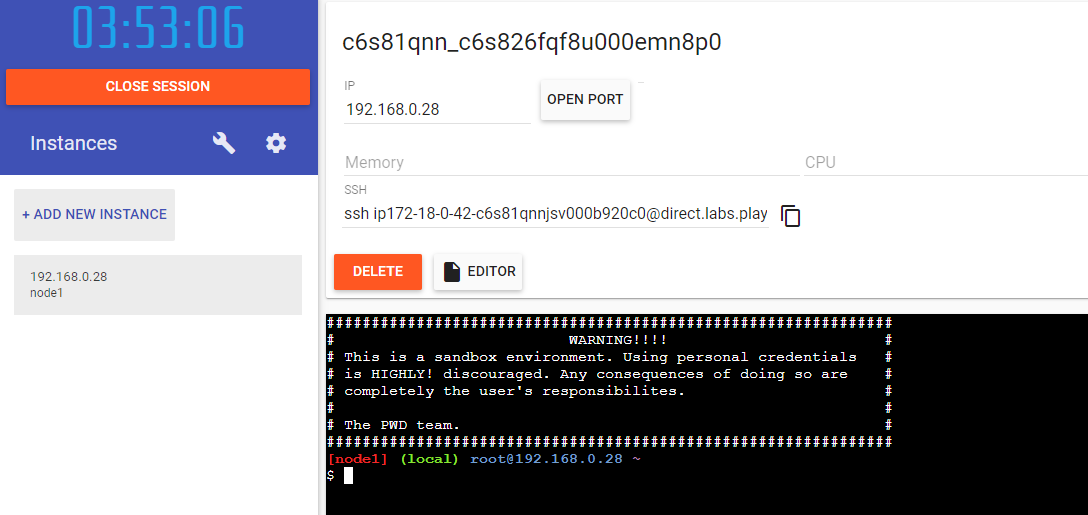 03:53:06
CLOSE SESSION
Instances
+ ADD NEW INSTANCE
192.168.0.28
node1
c6s81qnn_c6s826fqf8u000emn8p0
IP
192.168.0.28
OPEN PORT
Memory
CPU
SSH
ssh ip172-18-0-42-c6s81qnnjsv000b920c0@direct.labs.play
DELETE
EDITOR
###############################################################
#                          WARNING!!!!                        #
# This is a sandbox environment. Using personal credentials   #
# is HIGHLY! discouraged. Any consequences of doing so are    #
# completely the user's responsibilites.                      #
#                                                             #
# The PWD team.                                               #
###############################################################
[node1] (local) root@192.168.0.28 ~
$